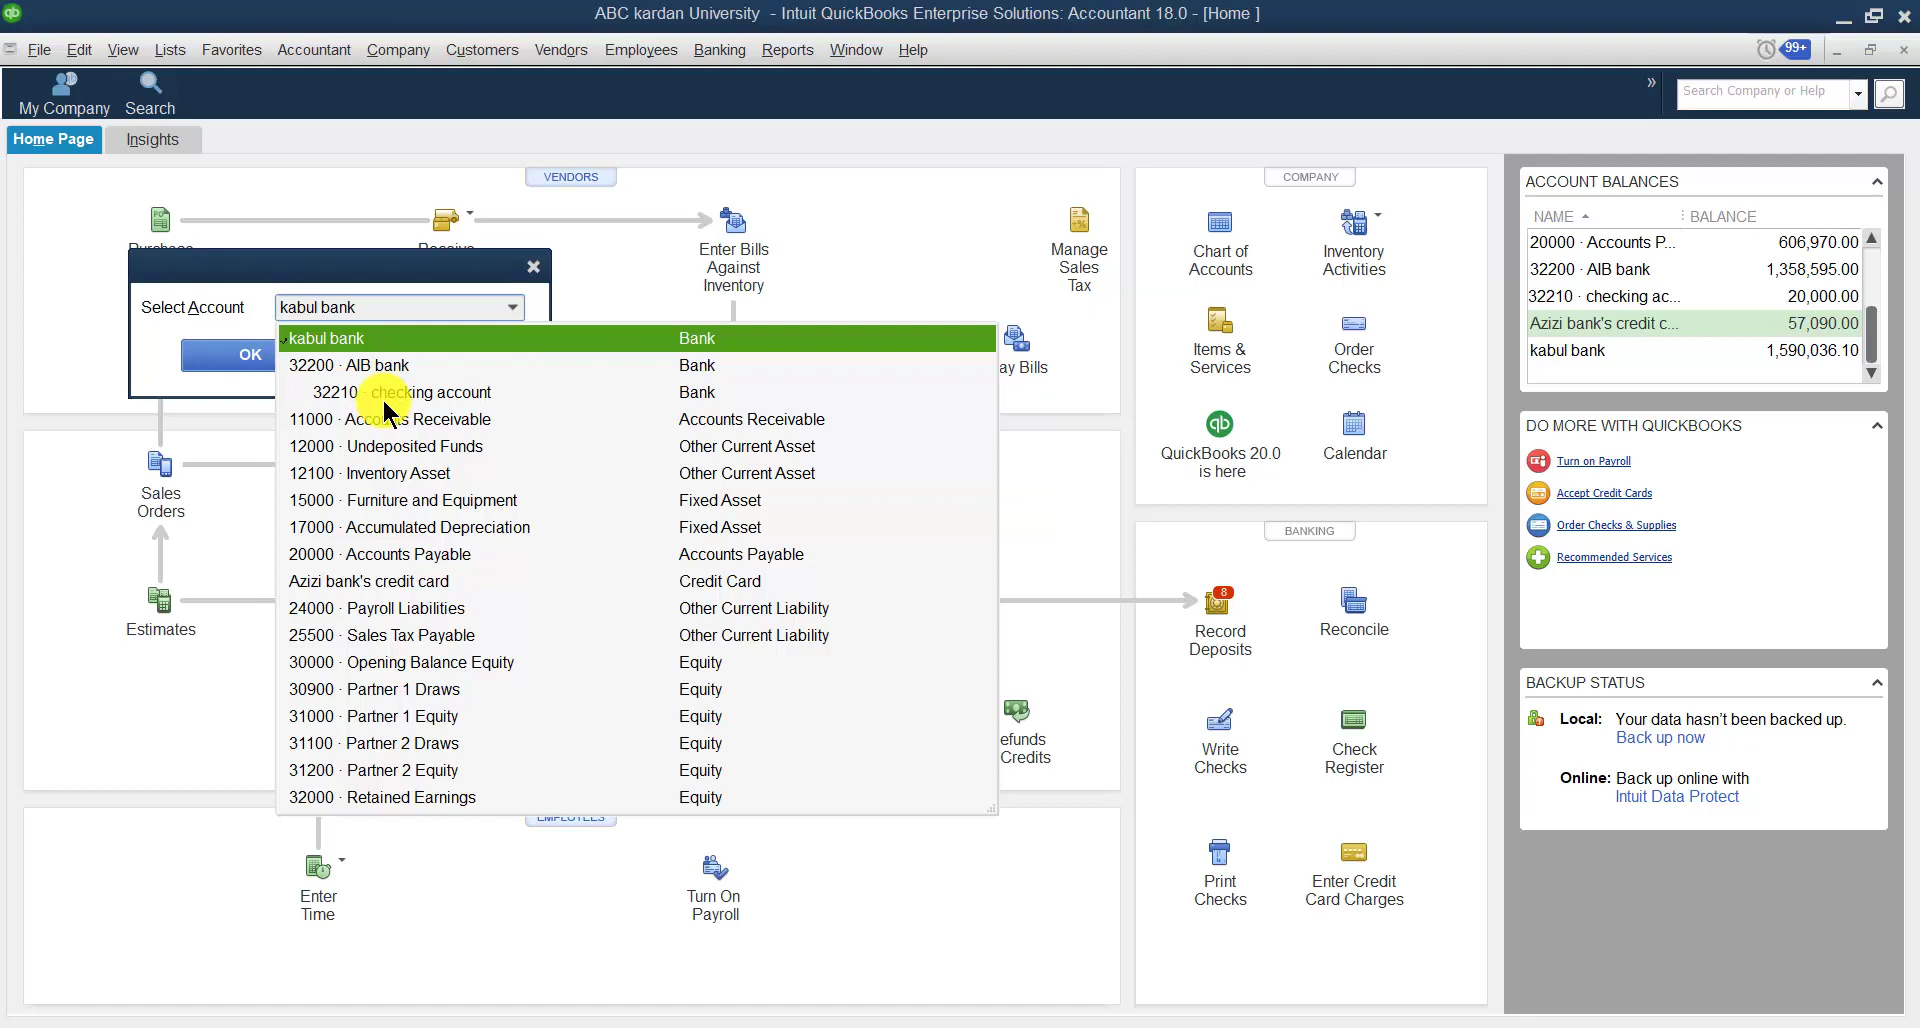 ABC kardan University - Intuit QuickBooks Enterprise Solutions: Accountant 18.0 - [Home ]
File Edit View Lists Favorites Accountant Company Customers Vendors Employees Banking Reports Window Help
99+
My Company Search
» Search Company or Help
Home Page Insights
VENDORS
Enter Bills
Against
Inventory
Manage
Sales
Tax
ay Bills
Select Account kabul bank
OK
kabul bank Bank
32200 · AIB bank Bank
32210 · checking account Bank
11000 · Accounts Receivable Accounts Receivable
12000 · Undeposited Funds Other Current Asset
12100 · Inventory Asset Other Current Asset
15000 · Furniture and Equipment Fixed Asset
17000 · Accumulated Depreciation Fixed Asset
20000 · Accounts Payable Accounts Payable
Azizi bank's credit card Credit Card
24000 · Payroll Liabilities Other Current Liability
25500 · Sales Tax Payable Other Current Liability
30000 · Opening Balance Equity Equity
30900 · Partner 1 Draws Equity
31000 · Partner 1 Equity Equity
31100 · Partner 2 Draws Equity
31200 · Partner 2 Equity Equity
32000 · Retained Earnings Equity
Sales
Orders
Estimates
efunds
Credits
EMPLOYEES
Enter
Time
Turn On
Payroll
COMPANY
Chart of
Accounts
Inventory
Activities
Items &
Services
Order
Checks
qb
QuickBooks 20.0
is here
Calendar
BANKING
8
Record
Deposits
Reconcile
Write
Checks
Check
Register
Print
Checks
Enter Credit
Card Charges
ACCOUNT BALANCES
NAME BALANCE
20000 · Accounts P... 606,970.00
32200 · AIB bank 1,358,595.00
32210 · checking ac... 20,000.00
Azizi bank's credit c... 57,090.00
kabul bank 1,590,036.10
DO MORE WITH QUICKBOOKS
Turn on Payroll
Accept Credit Cards
Order Checks & Supplies
Recommended Services
BACKUP STATUS
Local: Your data hasn't been backed up.
Back up now
Online: Back up online with
Intuit Data Protect